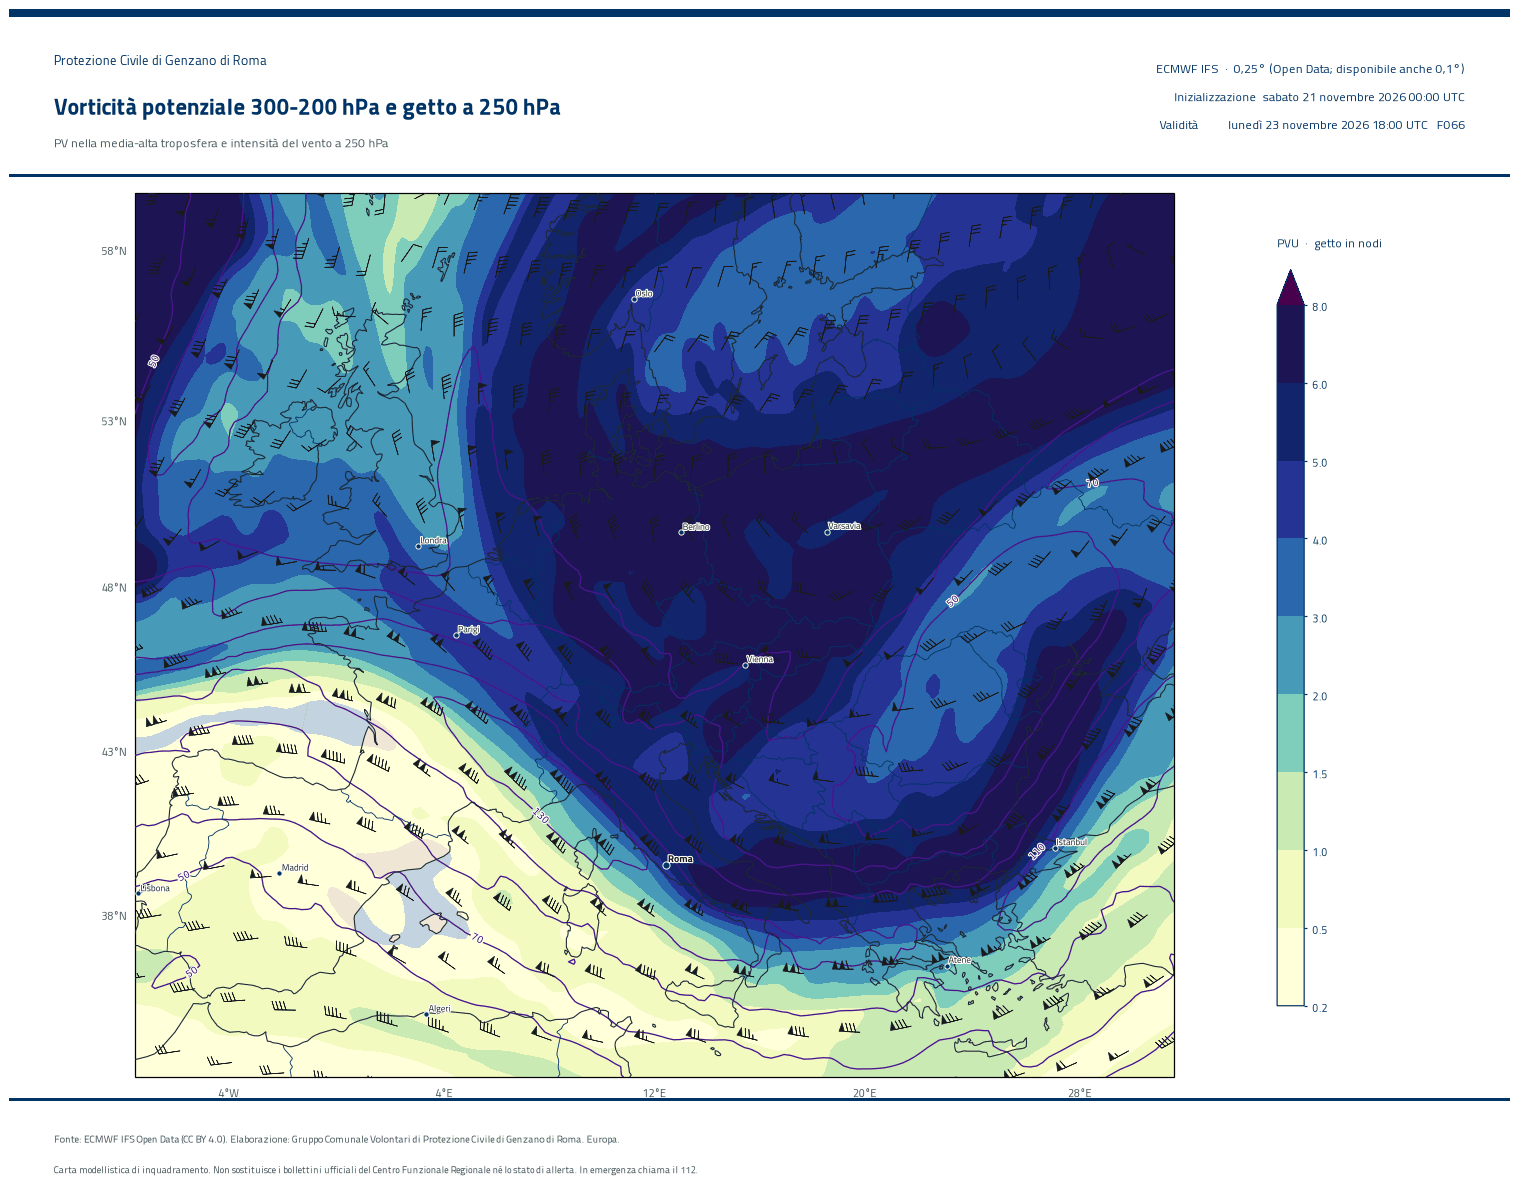 Protezione Civile di Genzano di Roma
Vorticità potenziale 300-200 hPa e getto a 250 hPa
PV nella media-alta troposfera e intensità del vento a 250 hPa
ECMWF IFS · 0,25° (Open Data; disponibile anche 0,1°)
Inizializzazione sabato 21 novembre 2026 00:00 UTC
Validità lunedì 23 novembre 2026 18:00 UTC F066
PVU · getto in nodi
8.0
6.0
5.0
4.0
3.0
2.0
1.5
1.0
0.5
0.2
58°N
53°N
48°N
43°N
38°N
4°W
4°E
12°E
20°E
28°E
Oslo
50
70
Berlino
Varsavia
Londra
50
Parigi
Vienna
130
110
Istanbul
Roma
Madrid
50
Lisbona
70
50
Atene
Algeri
Fonte: ECMWF IFS Open Data (CC BY 4.0). Elaborazione: Gruppo Comunale Volontari di Protezione Civile di Genzano di Roma. Europa.
Carta modellistica di inquadramento. Non sostituisce i bollettini ufficiali del Centro Funzionale Regionale né lo stato di allerta. In emergenza chiama il 112.